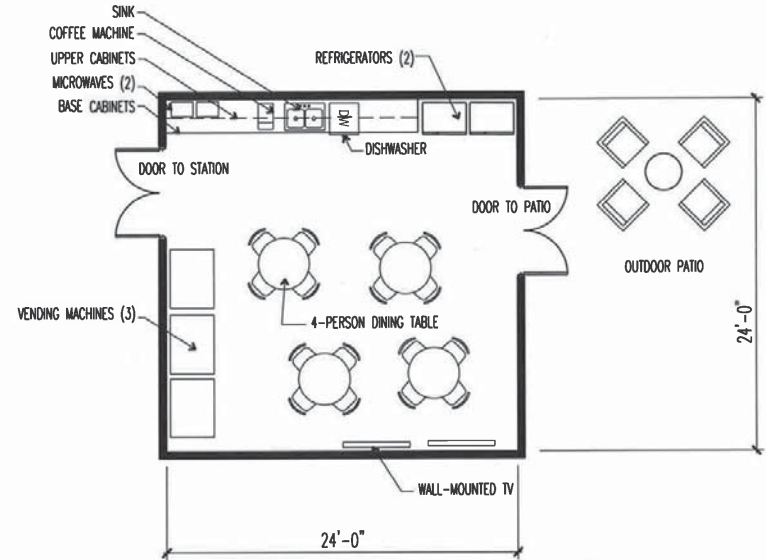 SINK
COFFEE MACHINE
UPPER CABINETS
MICROWAVES (2)
BASE CABINETS
REFRIGERATORS (2)
DW
DISHWASHER
DOOR TO STATION
DOOR TO PATIO
OUTDOOR PATIO
VENDING MACHINES (3)
4-PERSON DINING TABLE
24'-0"
WALL-MOUNTED TV
24'-0"